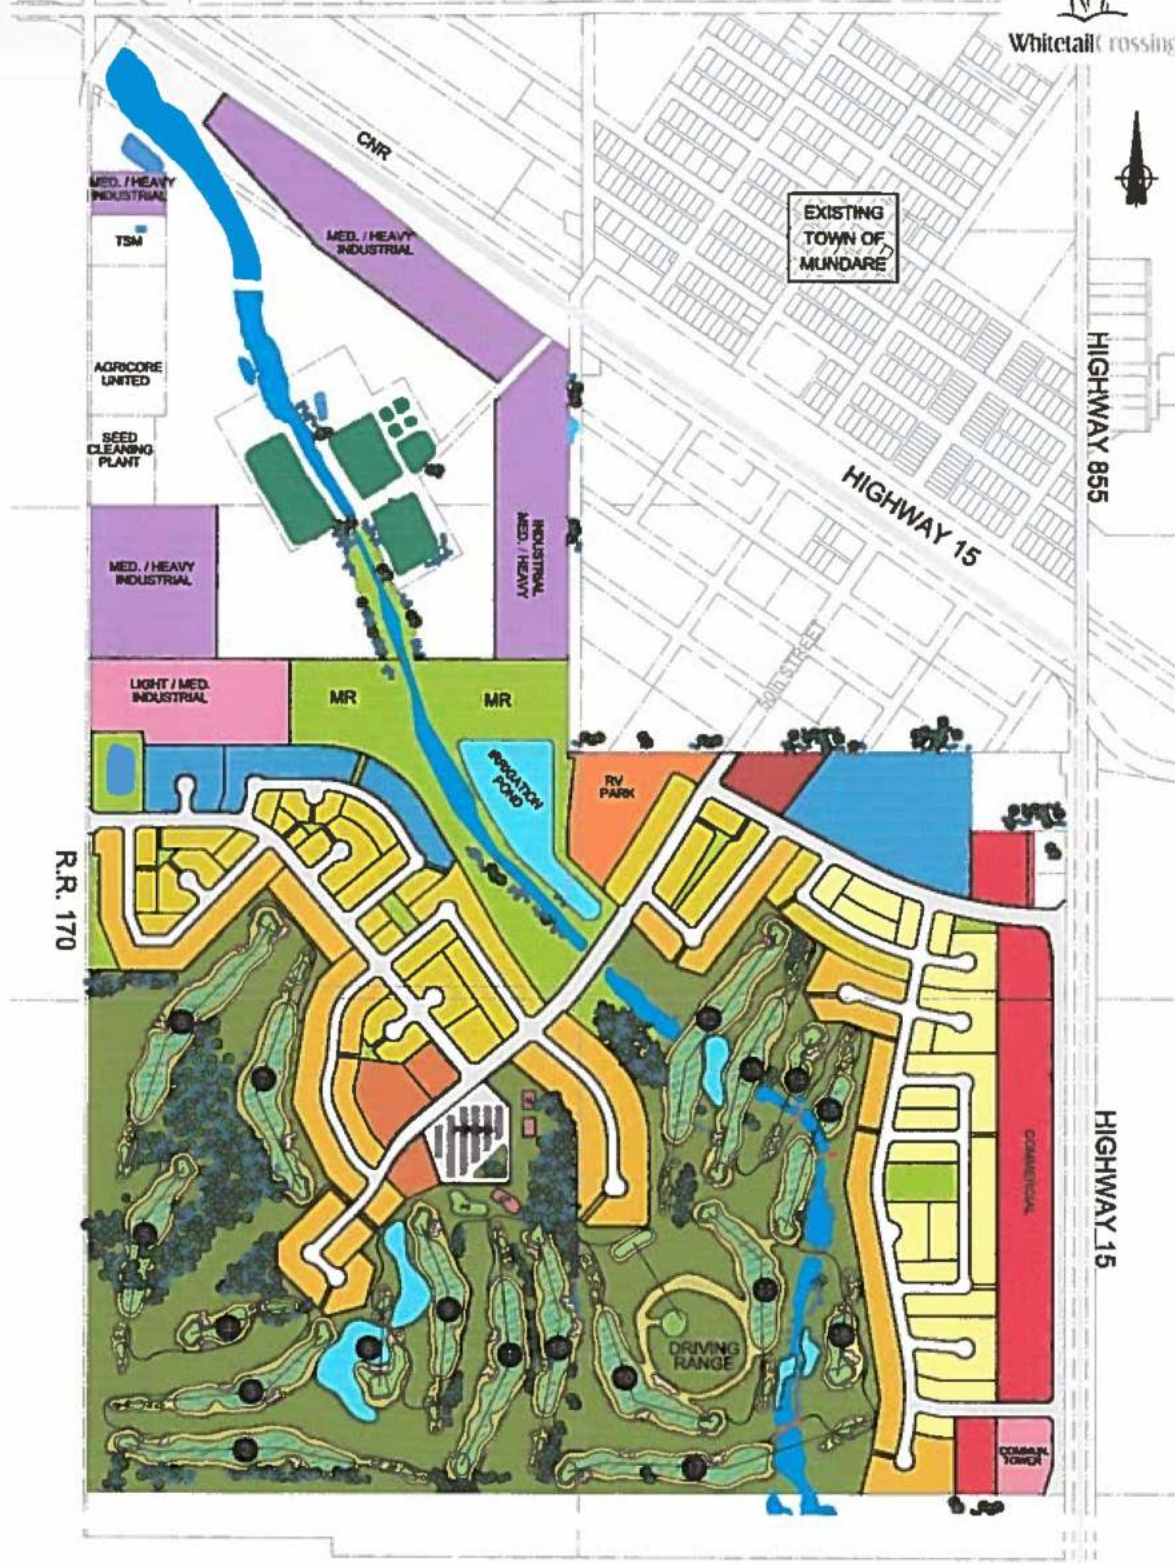 Whitetail Crossing
CNR
MED. / HEAVY
INDUSTRIAL
TSM
MED. / HEAVY
INDUSTRIAL
EXISTING
TOWN OF
MUNDARE
HIGHWAY 855
AGRICORE
UNITED
SEED
CLEANING
PLANT
HIGHWAY 15
INDUSTRIAL
MED. / HEAVY
MED. / HEAVY
INDUSTRIAL
50th STREET
LIGHT / MED.
INDUSTRIAL
MR
MR
IRRIGATION
POND
RV
PARK
R.R. 170
HIGHWAY 15
COMMERCIAL
DRIVING
RANGE
COMMUN.
TOWER